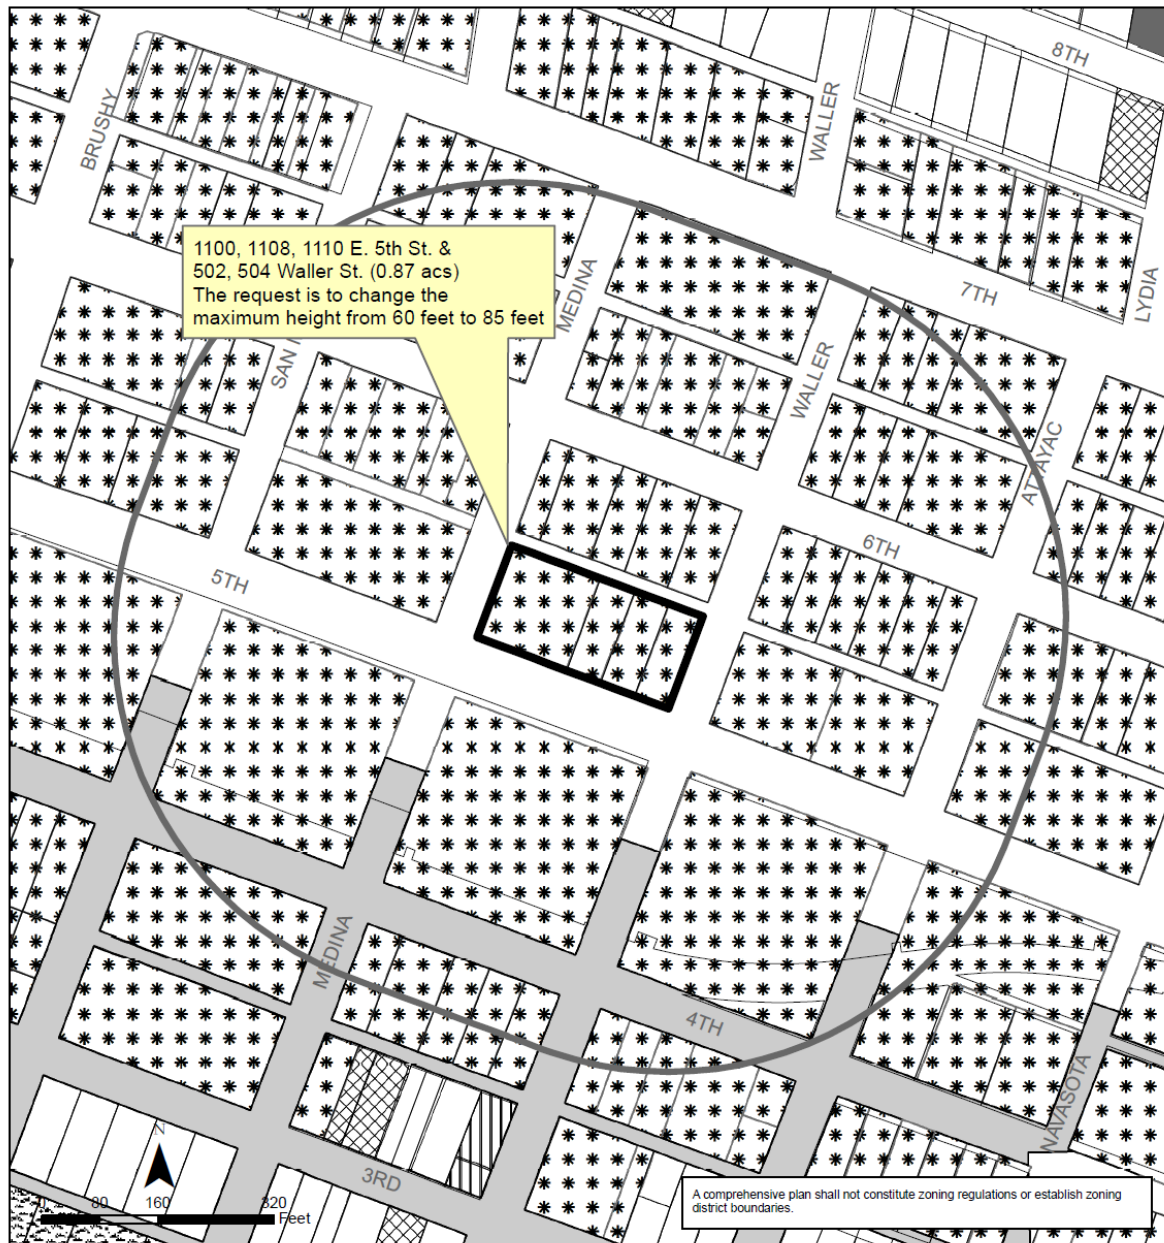 8TH
BRUSHY
WALLER
1100, 1108, 1110 E. 5th St. &
502, 504 Waller St. (0.87 acs)
The request is to change the
maximum height from 60 feet to 85 feet
MEDINA
7TH
LYDIA
SAN
WALLER
ATTAYAC
6TH
5TH
MEDINA
4TH
NAVASOTA
N
3RD
0 80 160 320
Feet
A comprehensive plan shall not constitute zoning regulations or establish zoning
district boundaries.